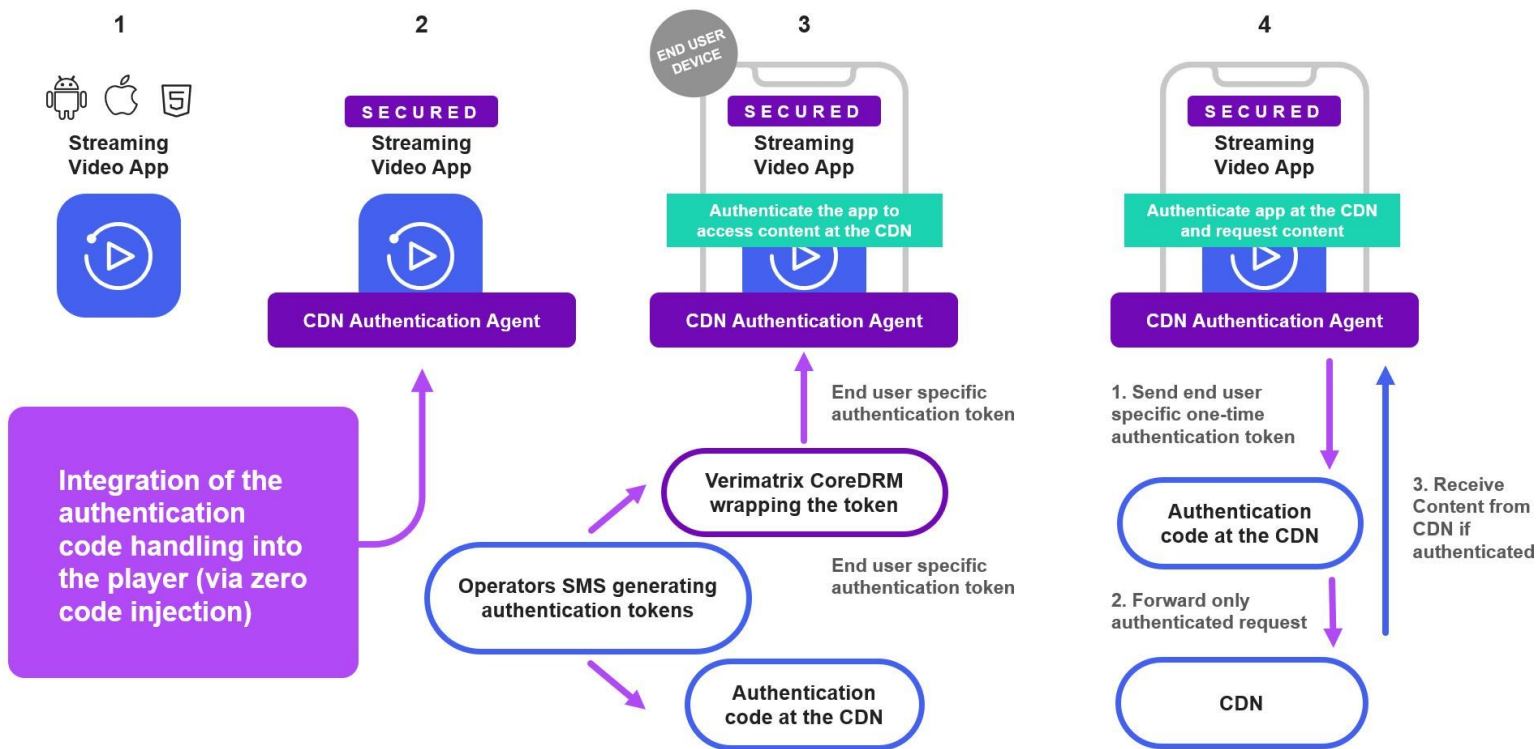 1
Streaming
Video App
2
SECURED
Streaming
Video App
CDN Authentication Agent
Integration of the
authentication
code handling into
the player (via zero
code injection)
3
END USER
DEVICE
SECURED
Streaming
Video App
Authenticate the app to
access content at the CDN
CDN Authentication Agent
End user specific
authentication token
Verimatrix CoreDRM
wrapping the token
End user specific
authentication token
Operators SMS generating
authentication tokens
Authentication
code at the CDN
4
SECURED
Streaming
Video App
Authenticate app at the CDN
and request content
CDN Authentication Agent
1. Send end user
specific one-time
authentication token
Authentication
code at the CDN
2. Forward only
authenticated request
CDN
3. Receive
Content from
CDN if
authenticated